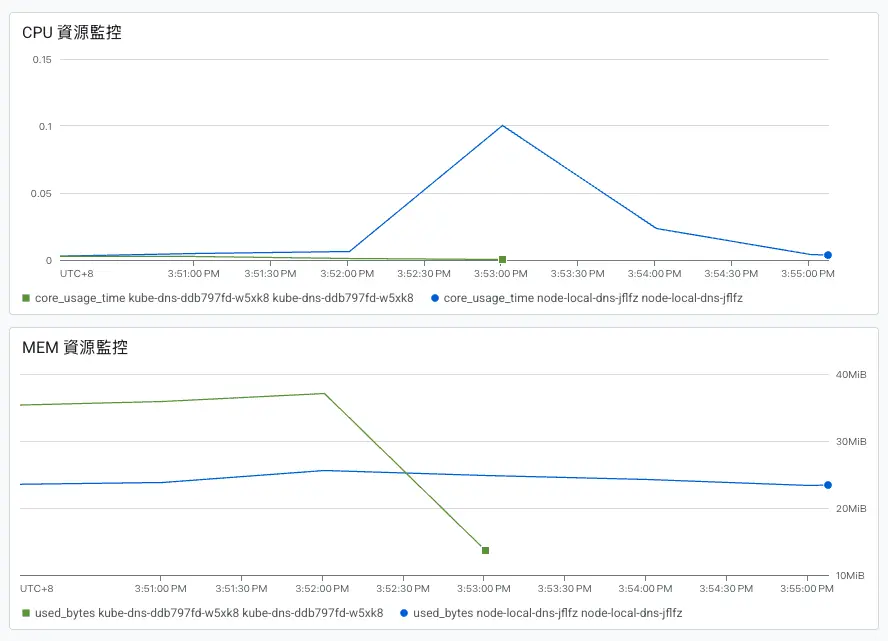 CPU 資源監控
0.15
0.1
0.05
0
UTC+8 3:51:00 PM 3:51:30 PM 3:52:00 PM 3:52:30 PM 3:53:00 PM 3:53:30 PM 3:54:00 PM 3:54:30 PM 3:55:00 PM
core_usage_time kube-dns-ddb797fd-w5xk8 kube-dns-ddb797fd-w5xk8 core_usage_time node-local-dns-jflfz node-local-dns-jflfz
MEM 資源監控
40MiB
30MiB
20MiB
10MiB
UTC+8 3:51:00 PM 3:51:30 PM 3:52:00 PM 3:52:30 PM 3:53:00 PM 3:53:30 PM 3:54:00 PM 3:54:30 PM 3:55:00 PM
used_bytes kube-dns-ddb797fd-w5xk8 kube-dns-ddb797fd-w5xk8 used_bytes node-local-dns-jflfz node-local-dns-jflfz